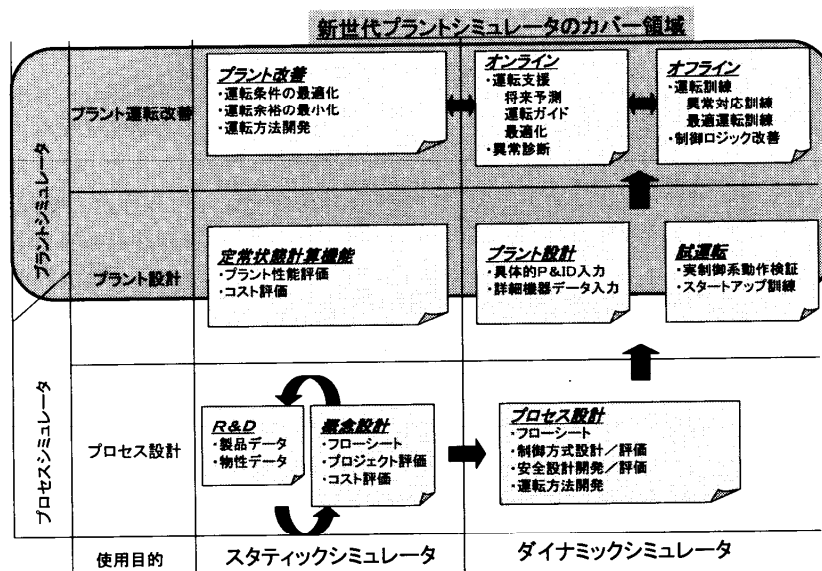 新世代プラントシミュレータのカバー領域
プラントシミュレータ
プラント運転改善
プラント改善
・運転条件の最適化
・運転余裕の最小化
・運転方法開発
オンライン
・運転支援
将来予測
運転ガイド
最適化
・異常診断
オフライン
・運転訓練
異常対応訓練
最適運転訓練
・制御ロジック改善
プラント設計
定常状態計算機能
・プラント性能評価
・コスト評価
プラント設計
・具体的P&ID入力
・詳細機器データ入力
試運転
・実制御系動作検証
・スタートアップ訓練
プロセスシミュレータ
プロセス設計
R&D
・製品データ
・物性データ
概念設計
・フローシート
・プロジェクト評価
・コスト評価
プロセス設計
・フローシート
・制御方式設計／評価
・安全設計開発／評価
・運転方法開発
使用目的
スタティックシミュレータ
ダイナミックシミュレータ